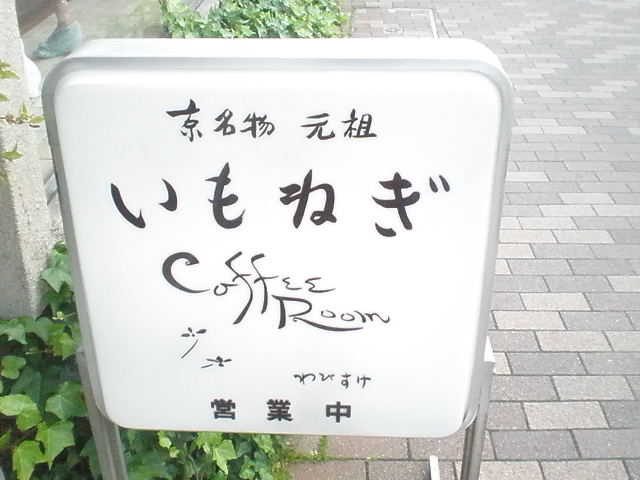 京名物 元祖
いもねぎ
Coffee
Room
わびすけ
営業中